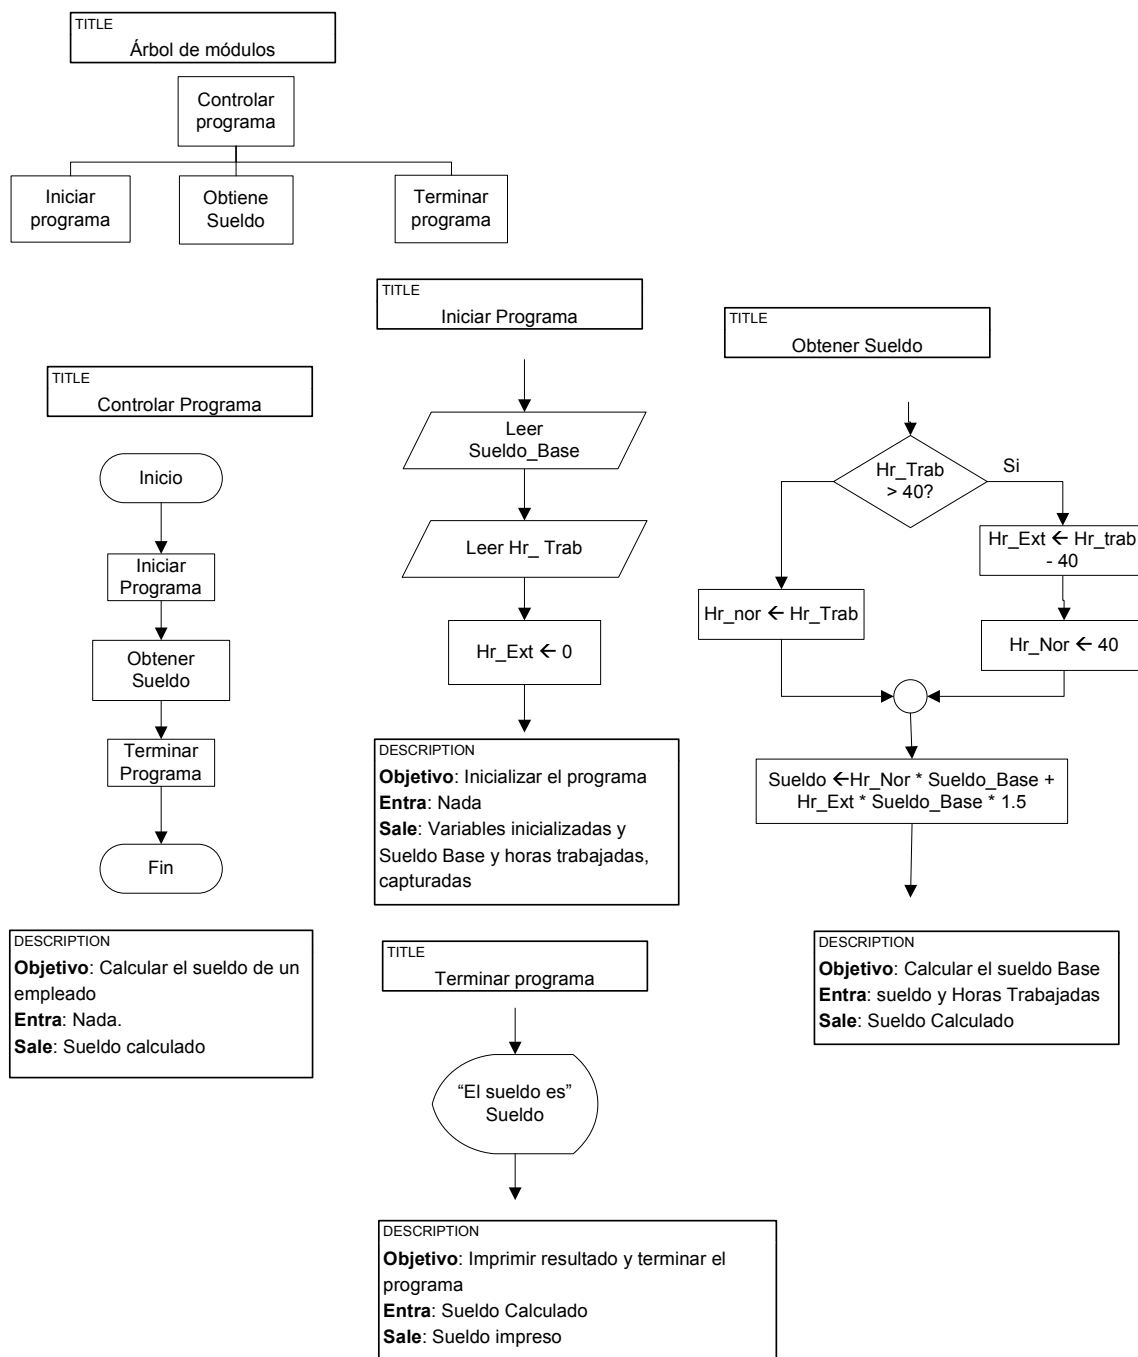 TITLE
Árbol de módulos
Controlar
programa
Iniciar
programa
Obtiene
Sueldo
Terminar
programa
TITLE
Controlar Programa
Inicio
Iniciar
Programa
Obtener
Sueldo
Terminar
Programa
Fin
DESCRIPTION
Objetivo: Calcular el sueldo de un
empleado
Entra: Nada.
Sale: Sueldo calculado
TITLE
Iniciar Programa
Leer
Sueldo_Base
Leer Hr_ Trab
Hr_Ext ← 0
DESCRIPTION
Objetivo: Inicializar el programa
Entra: Nada
Sale: Variables inicializadas y
Sueldo Base y horas trabajadas,
capturadas
TITLE
Terminar programa
“El sueldo es”
Sueldo
DESCRIPTION
Objetivo: Imprimir resultado y terminar el
programa
Entra: Sueldo Calculado
Sale: Sueldo impreso
TITLE
Obtener Sueldo
Hr_Trab
> 40?
Si
Hr_Ext ← Hr_trab
- 40
Hr_nor ← Hr_Trab
Hr_Nor ← 40
Sueldo ←Hr_Nor * Sueldo_Base +
Hr_Ext * Sueldo_Base * 1.5
DESCRIPTION
Objetivo: Calcular el sueldo Base
Entra: sueldo y Horas Trabajadas
Sale: Sueldo Calculado